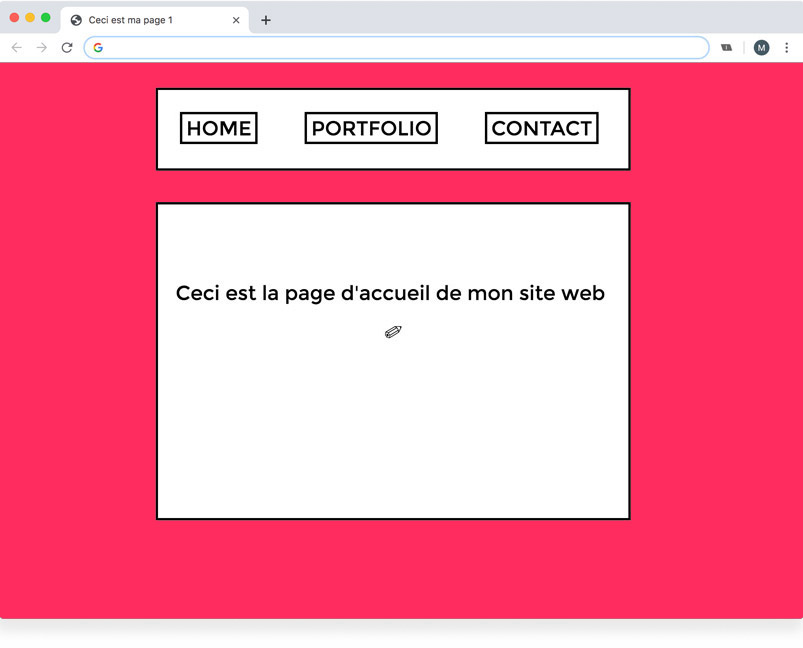 Ceci est ma page 1
M
HOME
PORTFOLIO
CONTACT
Ceci est la page d'accueil de mon site web